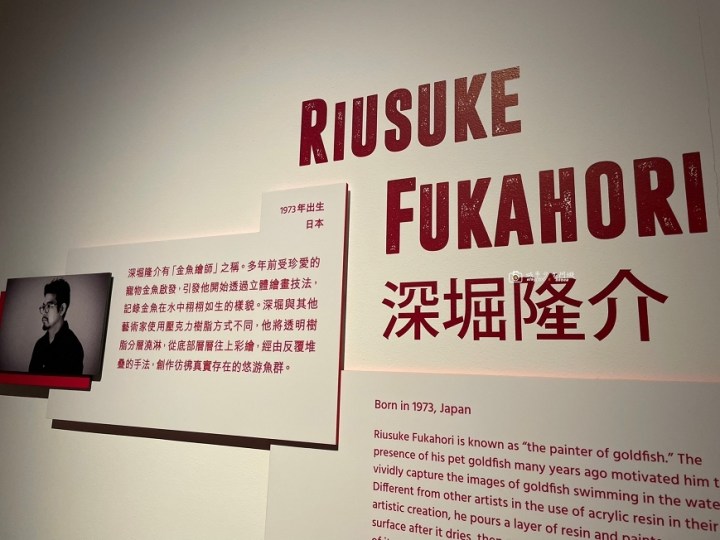 RIUSUKE
FUKAHORI
深堀隆介
1973年出生
日本
深堀隆介有「金魚繪師」之稱。多年前受珍愛的
寵物金魚啟發,引發他開始透過立體繪畫技法,
記錄金魚在水中栩栩如生的樣貌。深堀與其他
藝術家使用壓克力樹脂方式不同,他將透明樹
脂分層澆淋,從底部層層往上彩繪,經由反覆堆
疊的手法,創作彷彿真實存在的悠游魚群。
Born in 1973, Japan
Riusuke Fukahori is known as “the painter of goldfish.” The
presence of his pet goldfish many years ago motivated him t
vividly capture the images of goldfish swimming in the wate
Different from other artists in the use of acrylic resin in their
artistic creation, he pours a layer of resin and paint
surface after it dries, then